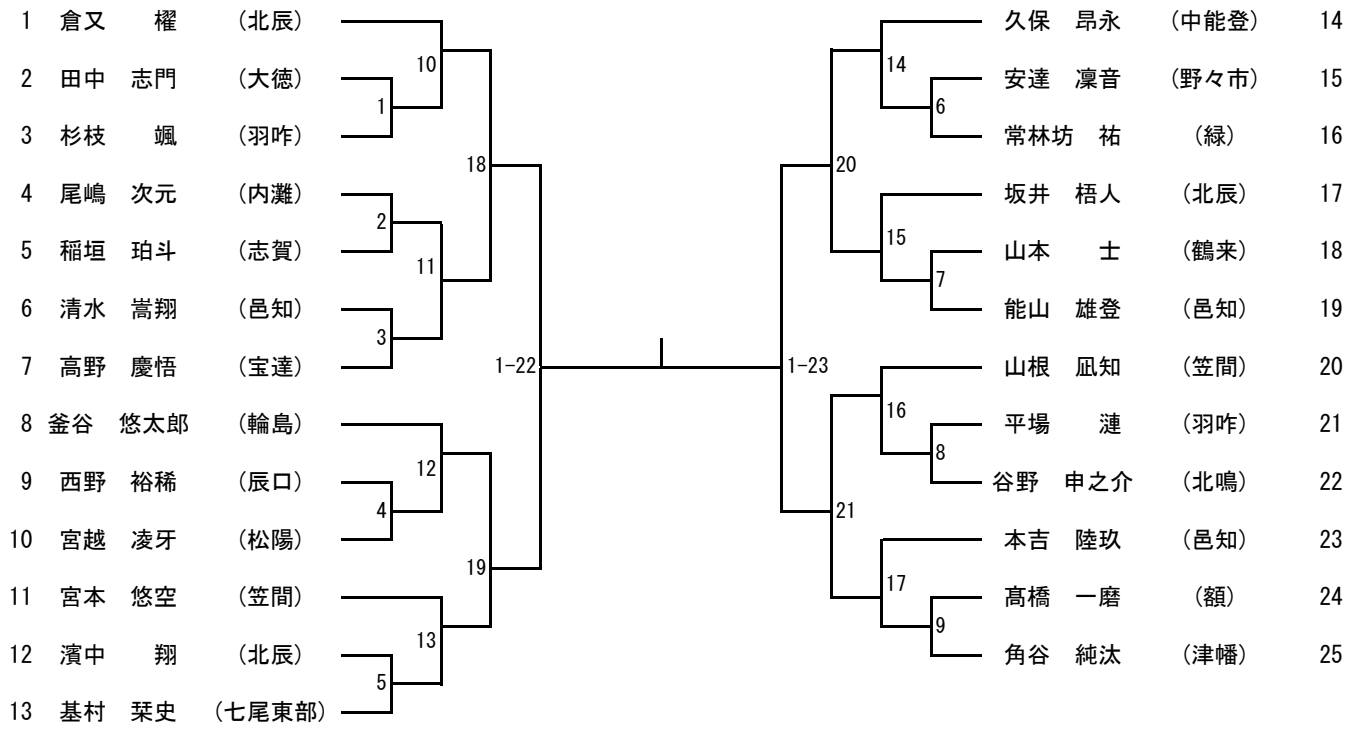 1 倉又 櫂 (北辰)
2 田中 志門 (大徳)
3 杉枝 颯 (羽咋)
4 尾嶋 次元 (内灘)
5 稲垣 珀斗 (志賀)
6 清水 嵩翔 (邑知)
7 高野 慶悟 (宝達)
8 釜谷 悠太郎 (輪島)
9 西野 裕稀 (辰口)
10 宮越 凌牙 (松陽)
11 宮本 悠空 (笠間)
12 濱中 翔 (北辰)
13 基村 栞史 (七尾東部)
10
1
18
2
11
3
1-22
12
4
19
13
5
14
6
20
15
7
1-23
16
8
21
17
9
久保 昂永 (中能登) 14
安達 凜音 (野々市) 15
常林坊 祐 (緑) 16
坂井 梧人 (北辰) 17
山本 士 (鶴来) 18
能山 雄登 (邑知) 19
山根 凪知 (笠間) 20
平場 漣 (羽咋) 21
谷野 申之介 (北鳴) 22
本吉 陸玖 (邑知) 23
髙橋 一磨 (額) 24
角谷 純汰 (津幡) 25